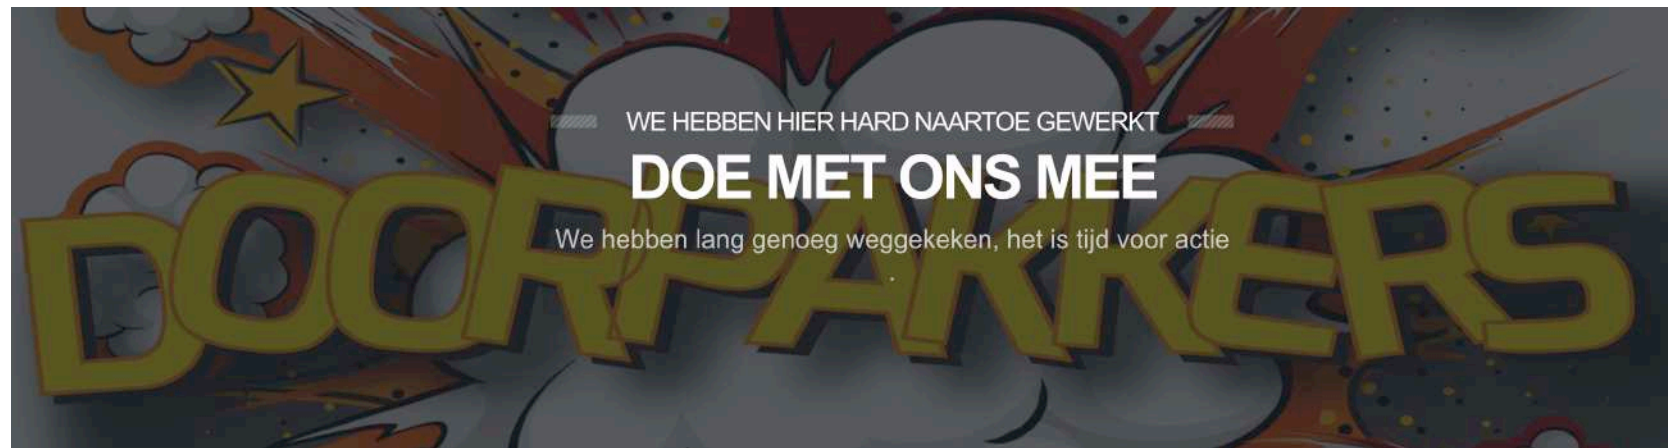 WE HEBBEN HIER HARD NAARTOE GEWERKT
DOE MET ONS MEE
DOORPAKKERS
We hebben lang genoeg weggekeken, het is tijd voor actie
.